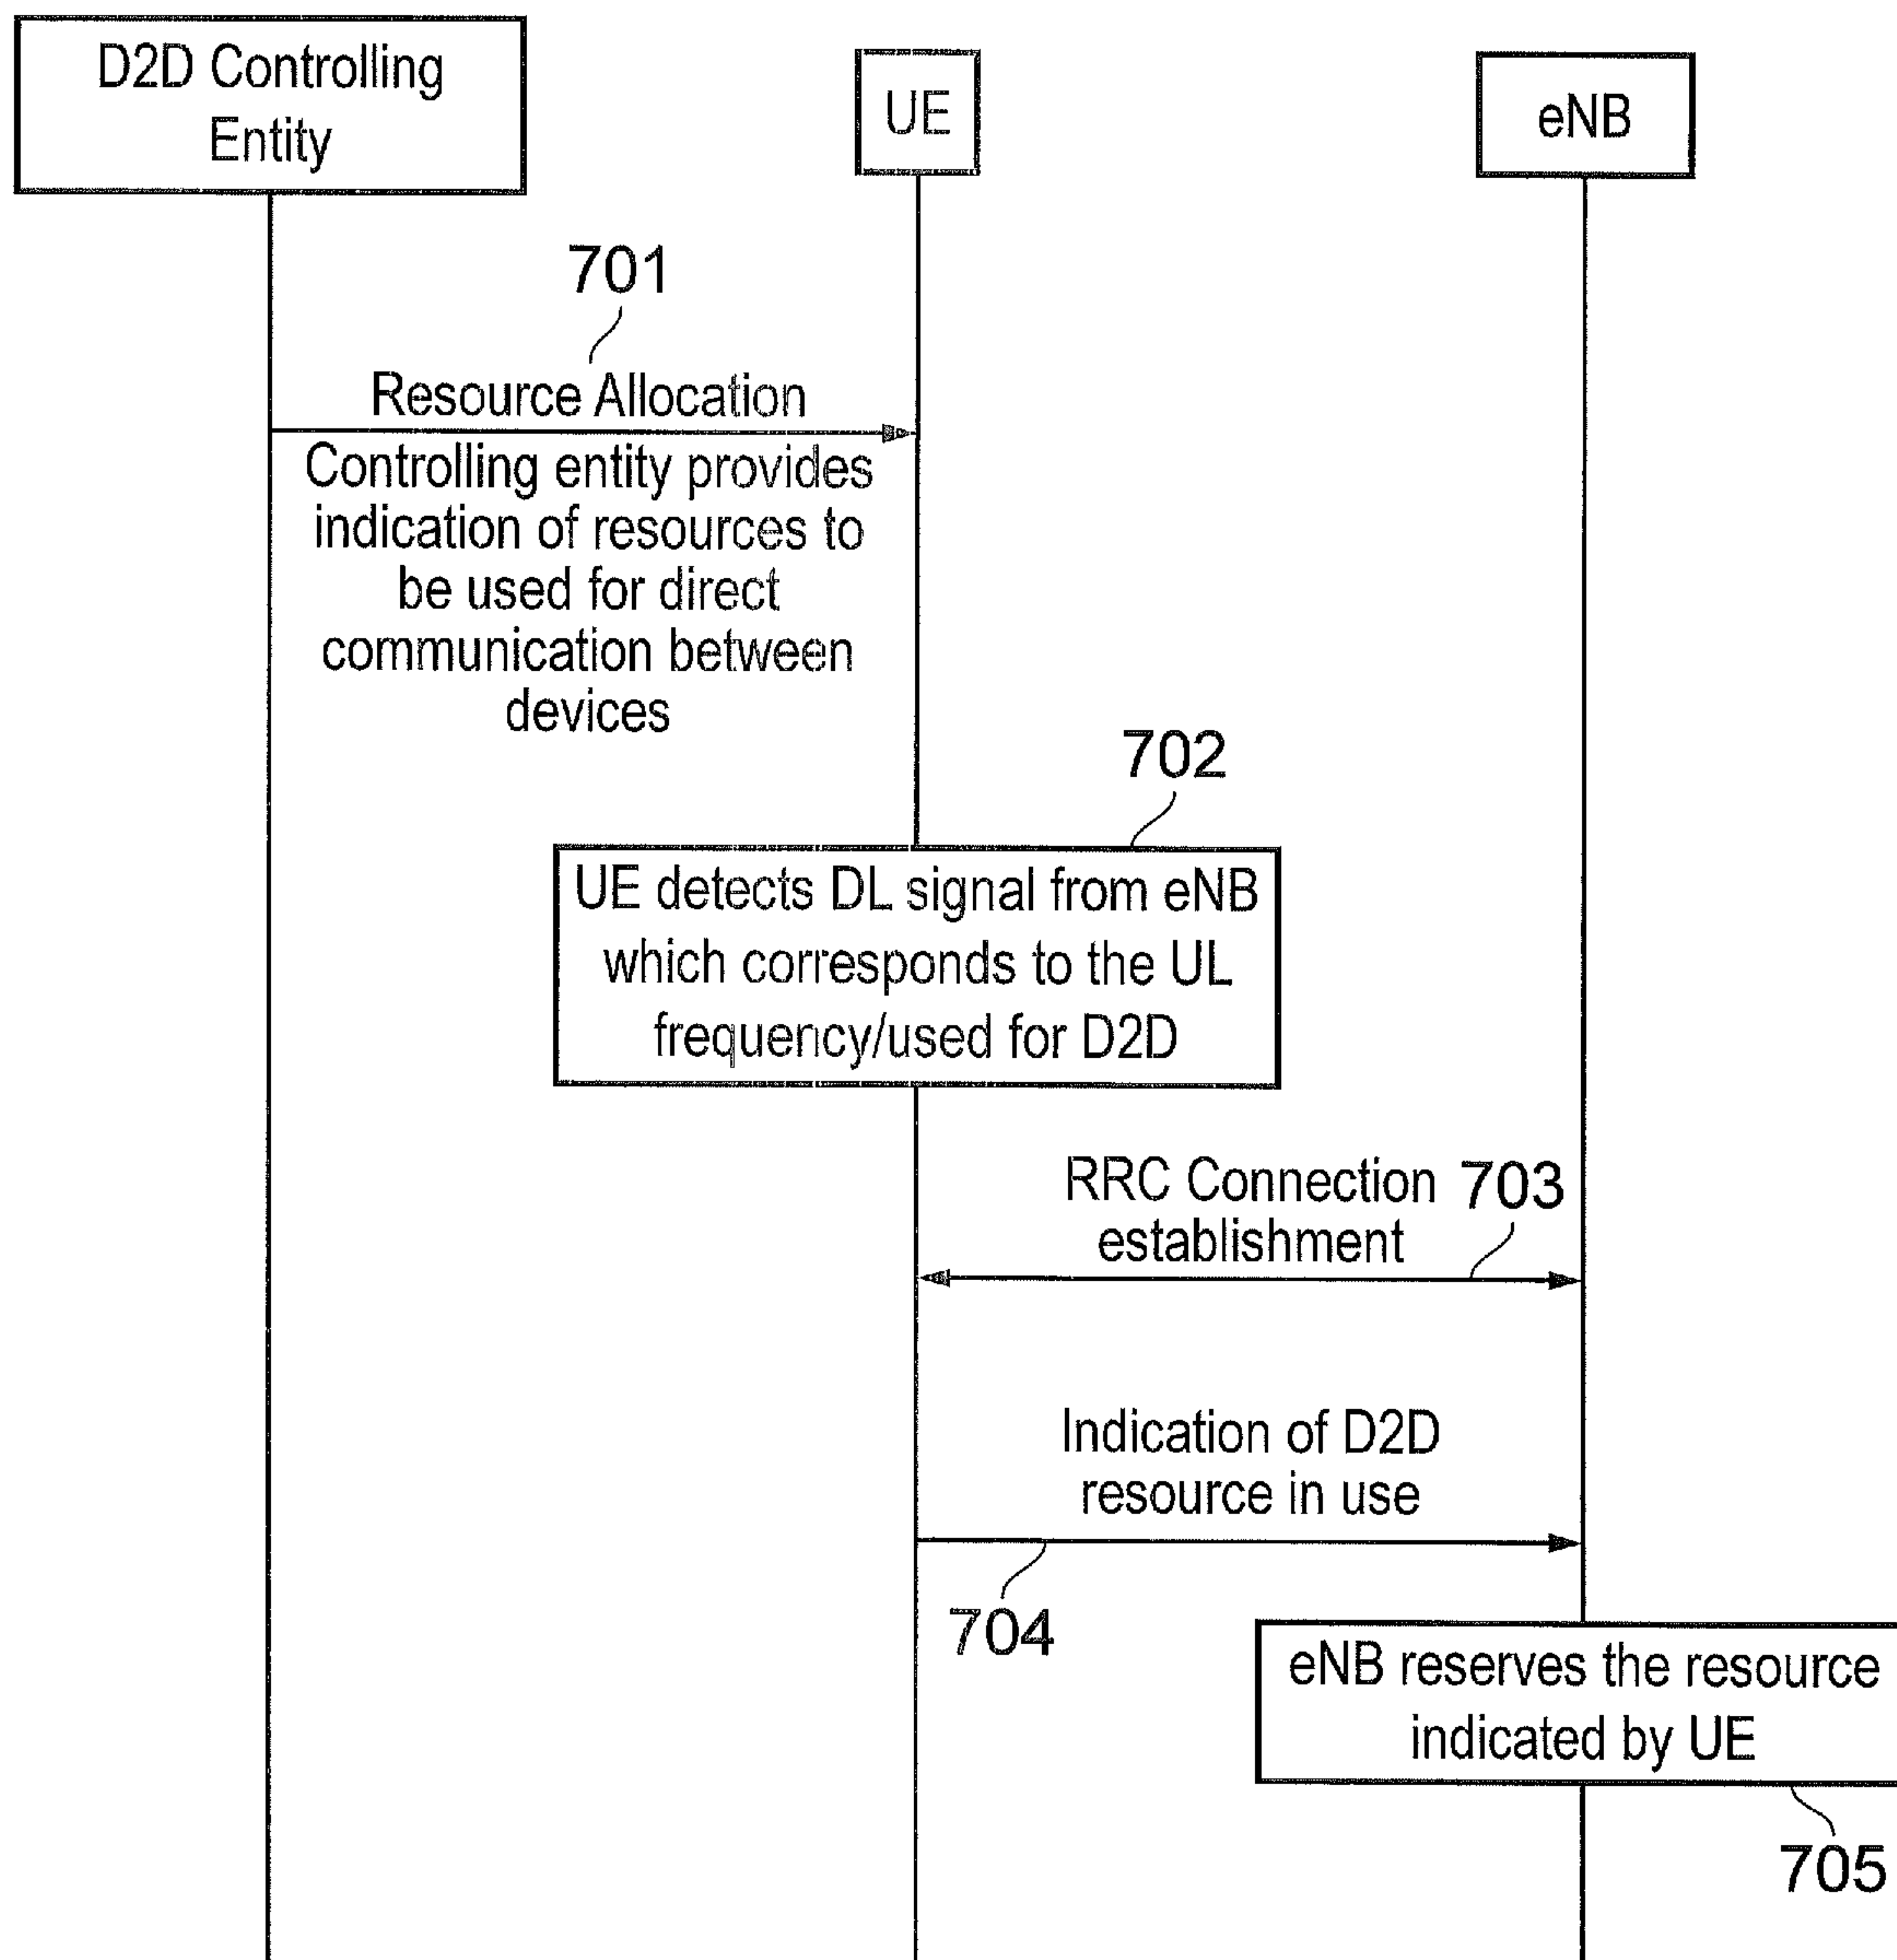 D2D Controlling
Entity
UE
eNB
701
Resource Allocation
Controlling entity provides
indication of resources to
be used for direct
communication between
devices
702
UE detects DL signal from eNB
which corresponds to the UL
frequency/used for D2D
RRC Connection 703
establishment
Indication of D2D
resource in use
704
eNB reserves the resource
indicated by UE
705